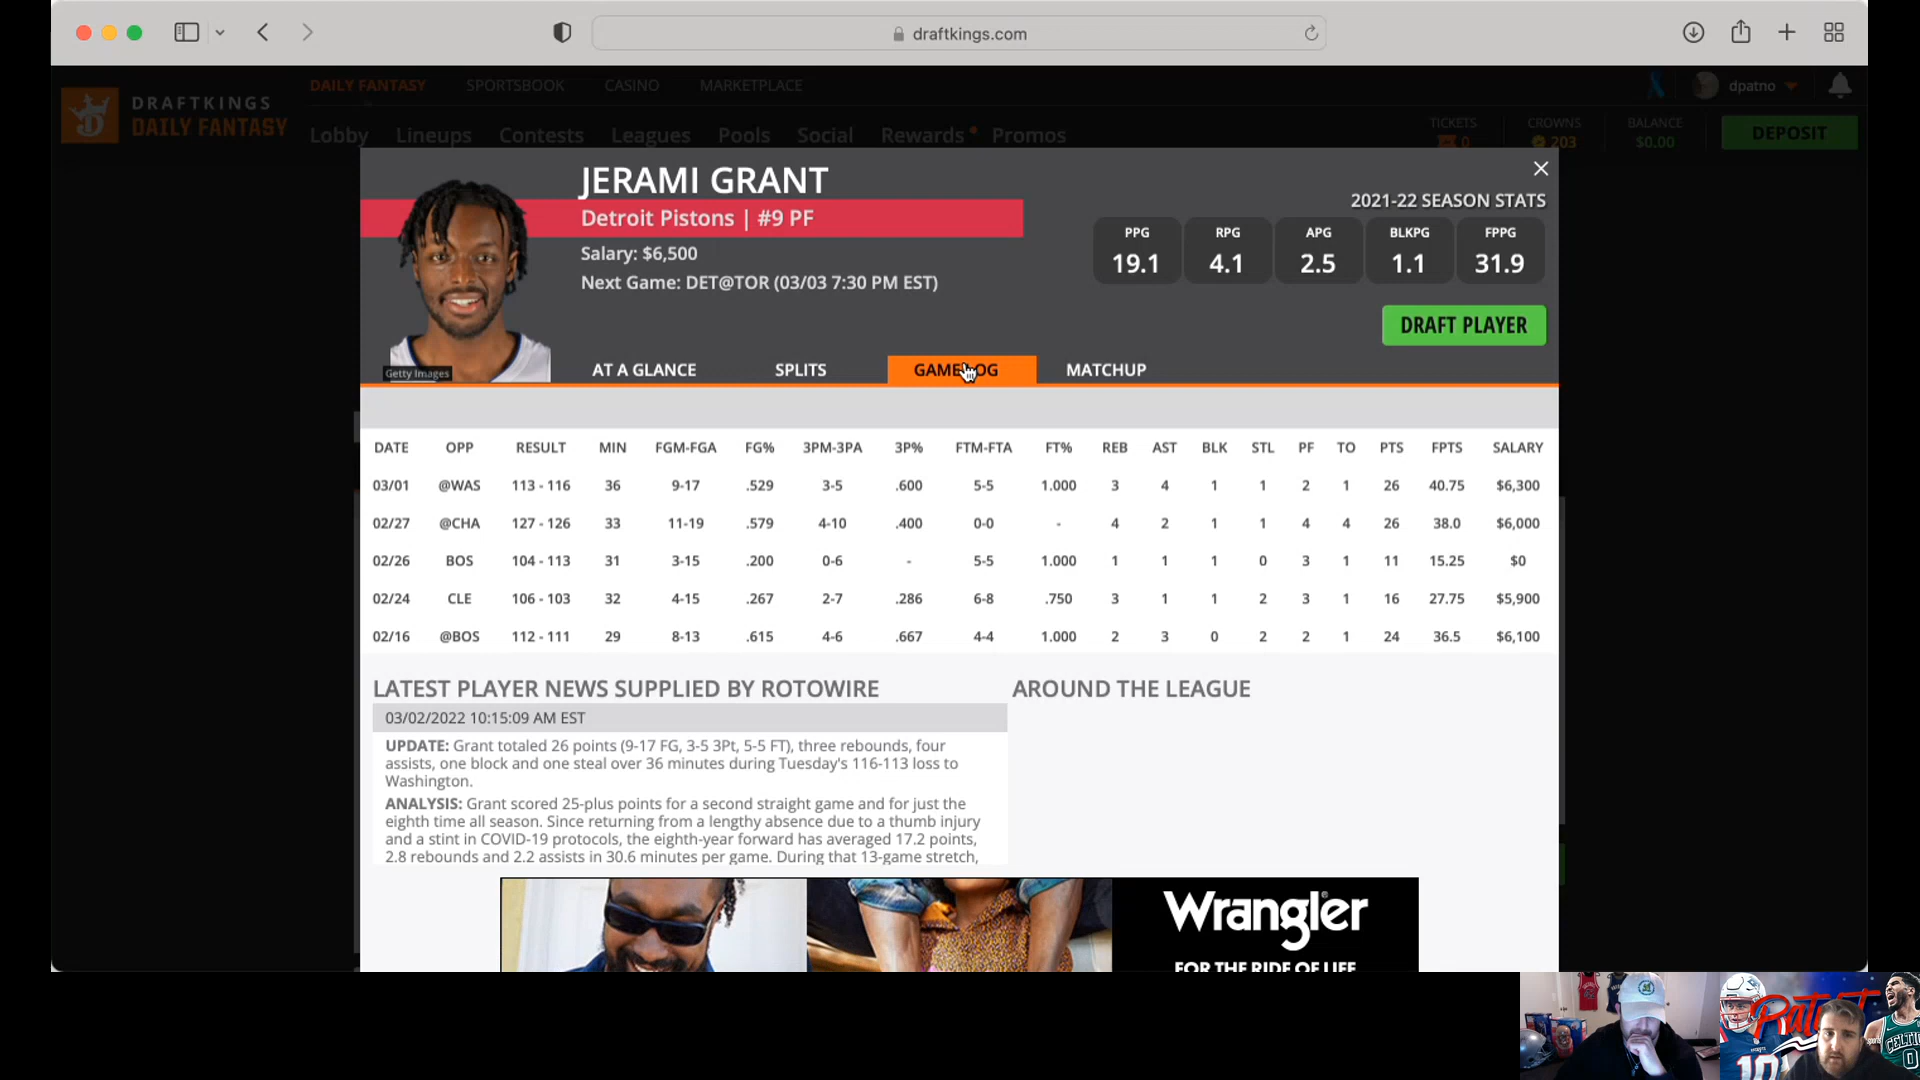 draftkings.com
DRAFTKINGS
DAILY FANTASY
DAILY FANTASY SPORTSBOOK CASINO MARKETPLACE
dpatno
Lobby Lineups Contests Leagues Pools Social Rewards Promos
TICKETS CROWNS BALANCE
0 203 $0.00
DEPOSIT
JERAMI GRANT
Detroit Pistons | #9 PF
Salary: $6,500
Next Game: DET@TOR (03/03 7:30 PM EST)
Getty Images
2021-22 SEASON STATS
PPG RPG APG BLKPG FPPG
19.1 4.1 2.5 1.1 31.9
DRAFT PLAYER
AT A GLANCE SPLITS GAME LOG MATCHUP
DATE OPP RESULT MIN FGM-FGA FG% 3PM-3PA 3P% FTM-FTA FT% REB AST BLK STL PF TO PTS FPTS SALARY
03/01 @WAS 113 - 116 36 9-17 .529 3-5 .600 5-5 1.000 3 4 1 1 2 1 26 40.75 $6,300
02/27 @CHA 127 - 126 33 11-19 .579 4-10 .400 0-0 - 4 2 1 1 4 4 26 38.0 $6,000
02/26 BOS 104 - 113 31 3-15 .200 0-6 - 5-5 1.000 1 1 1 0 3 1 11 15.25 $0
02/24 CLE 106 - 103 32 4-15 .267 2-7 .286 6-8 .750 3 1 1 2 3 1 16 27.75 $5,900
02/16 @BOS 112 - 111 29 8-13 .615 4-6 .667 4-4 1.000 2 3 0 2 2 1 24 36.5 $6,100
LATEST PLAYER NEWS SUPPLIED BY ROTOWIRE
03/02/2022 10:15:09 AM EST
UPDATE: Grant totaled 26 points (9-17 FG, 3-5 3Pt, 5-5 FT), three rebounds, four
assists, one block and one steal over 36 minutes during Tuesday's 116-113 loss to
Washington.
ANALYSIS: Grant scored 25-plus points for a second straight game and for just the
eighth time all season. Since returning from a lengthy absence due to a thumb injury
and a stint in COVID-19 protocols, the eighth-year forward has averaged 17.2 points,
2.8 rebounds and 2.2 assists in 30.6 minutes per game. During that 13-game stretch,
AROUND THE LEAGUE
Wrangler
FOR THE RIDE OF LIFE
CELTIC
0
10